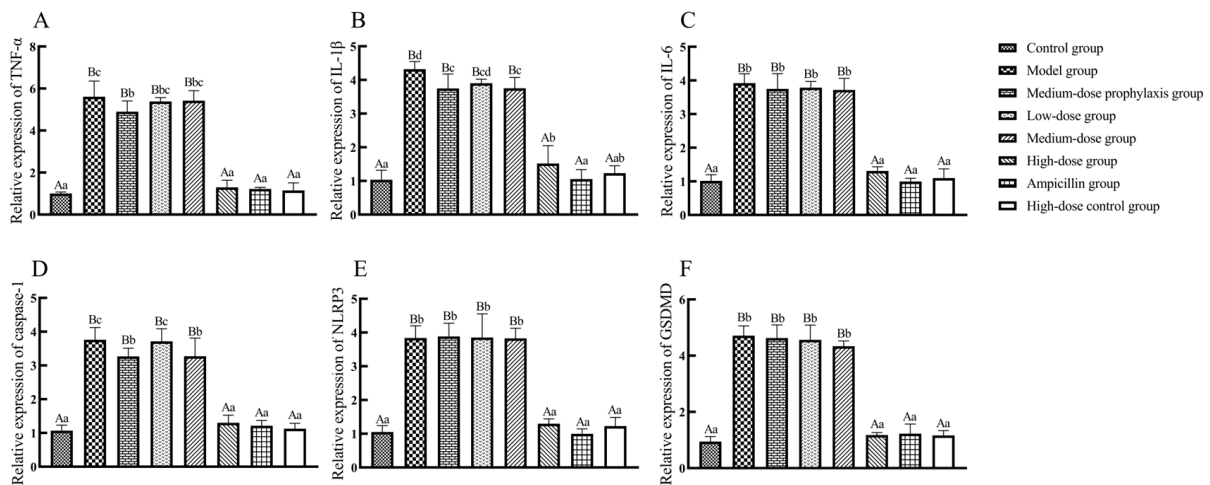 A
Relative expression of TNF-α
8
6
4
2
0
Aa
Bc
Bb
Bbc
Bbc
Aa
Aa
Aa
B
Relative expression of IL-1β
5
4
3
2
1
0
Aa
Bd
Bc
Bcd
Bc
Ab
Aa
Aab
C
Relative expression of IL-6
5
4
3
2
1
0
Aa
Bb
Bb
Bb
Bb
Aa
Aa
Aa
Control group
Model group
Medium-dose prophylaxis group
Low-dose group
Medium-dose group
High-dose group
Ampicillin group
High-dose control group
D
Relative expression of caspase-1
5
4
3
2
1
0
Aa
Bc
Bb
Bc
Bb
Aa
Aa
Aa
E
Relative expression of NLRP3
5
4
3
2
1
0
Aa
Bb
Bb
Bb
Bb
Aa
Aa
Aa
F
Relative expression of GSDMD
6
4
2
0
Aa
Bb
Bb
Bb
Bb
Aa
Aa
Aa